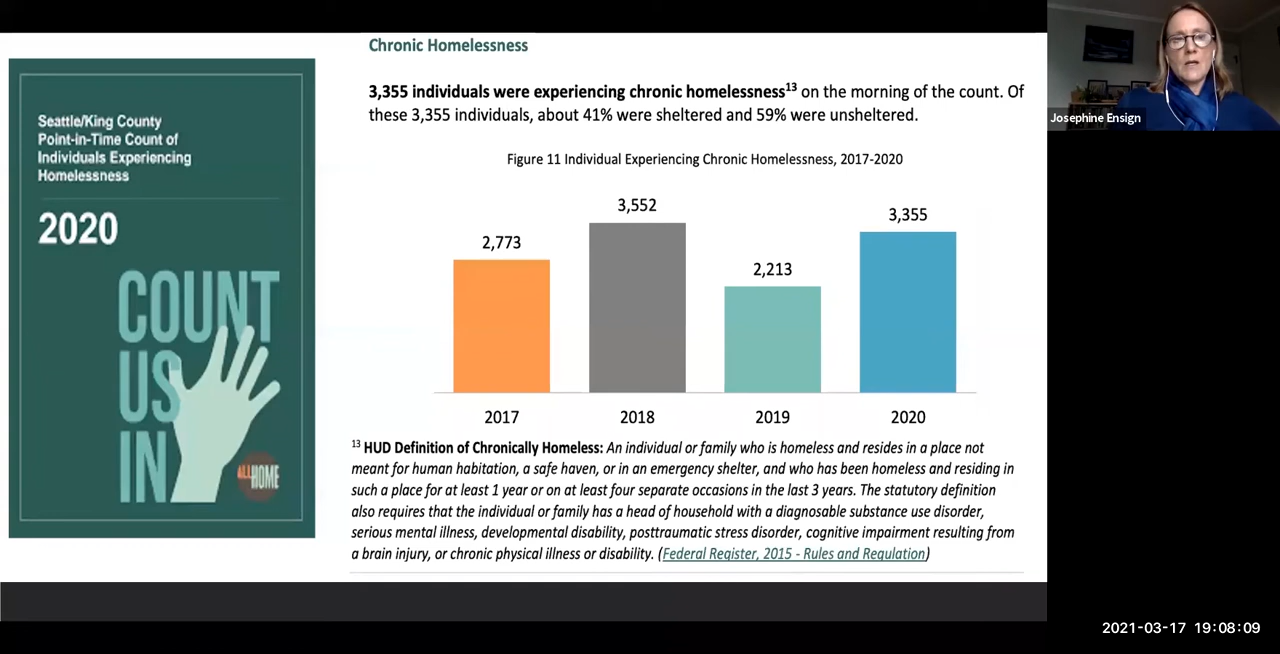 Seattle/King County
Point-in-Time Count of
Individuals Experiencing
Homelessness
2020
COUNT
US
IN
ALLHOME
Chronic Homelessness
3,355 individuals were experiencing chronic homelessness13 on the morning of the count. Of
these 3,355 individuals, about 41% were sheltered and 59% were unsheltered.
Figure 11 Individual Experiencing Chronic Homelessness, 2017-2020
2,773
3,552
2,213
3,355
2017
2018
2019
2020
13 HUD Definition of Chronically Homeless: An individual or family who is homeless and resides in a place not
meant for human habitation, a safe haven, or in an emergency shelter, and who has been homeless and residing in
such a place for at least 1 year or on at least four separate occasions in the last 3 years. The statutory definition
also requires that the individual or family has a head of household with a diagnosable substance use disorder,
serious mental illness, developmental disability, posttraumatic stress disorder, cognitive impairment resulting from
a brain injury, or chronic physical illness or disability. (Federal Register, 2015 - Rules and Regulation)
Josephine Ensign
2021-03-17 19:08:09